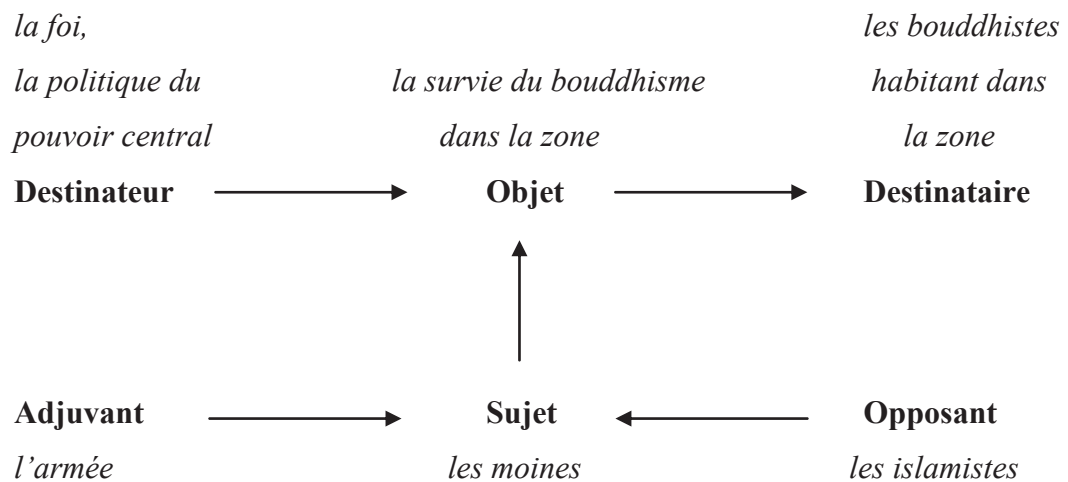 la foi,
la politique du
pouvoir central
la survie du bouddhisme
dans la zone
les bouddhistes
habitant dans
la zone
Destinateur
Objet
Destinataire
Adjuvant
Sujet
Opposant
l’armée
les moines
les islamistes